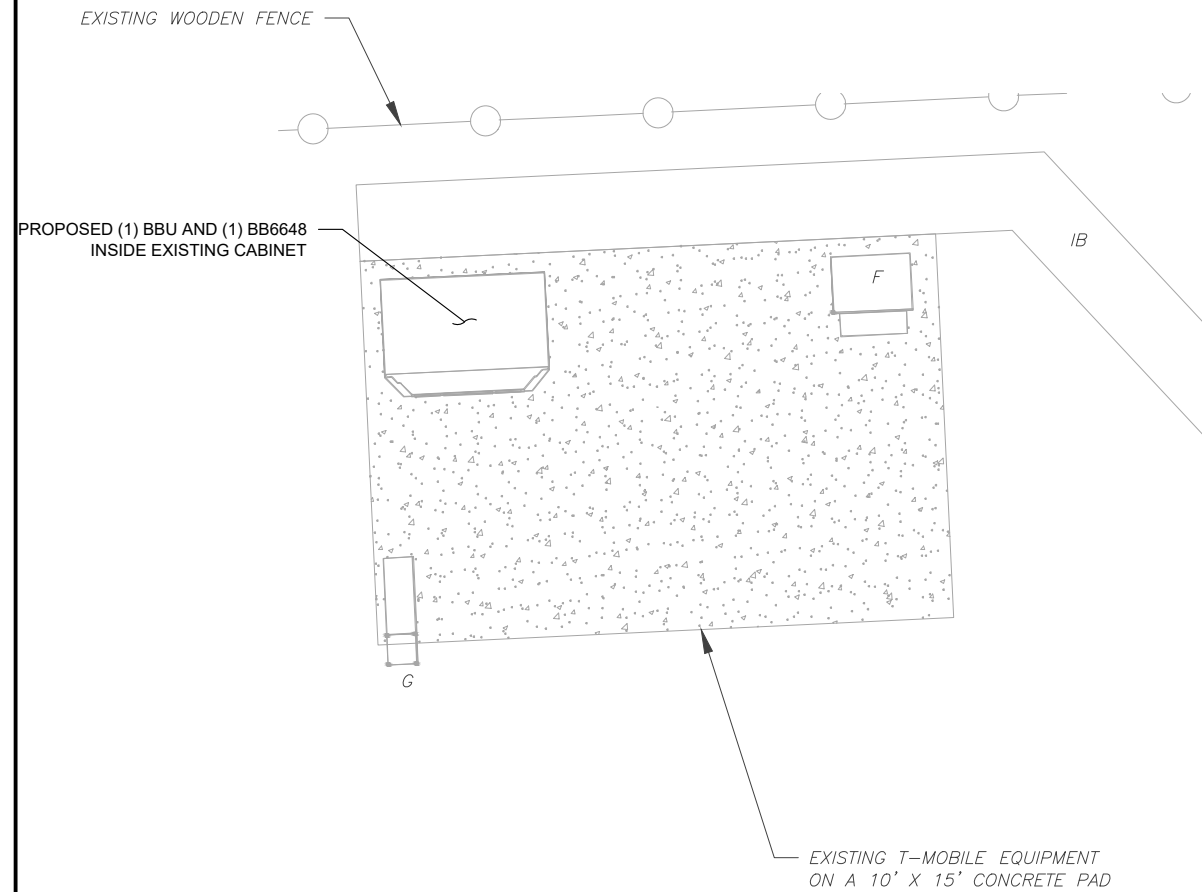 EXISTING WOODEN FENCE
PROPOSED (1) BBU AND (1) BB6648
INSIDE EXISTING CABINET
IB
F
G
EXISTING T-MOBILE EQUIPMENT
ON A 10' X 15' CONCRETE PAD